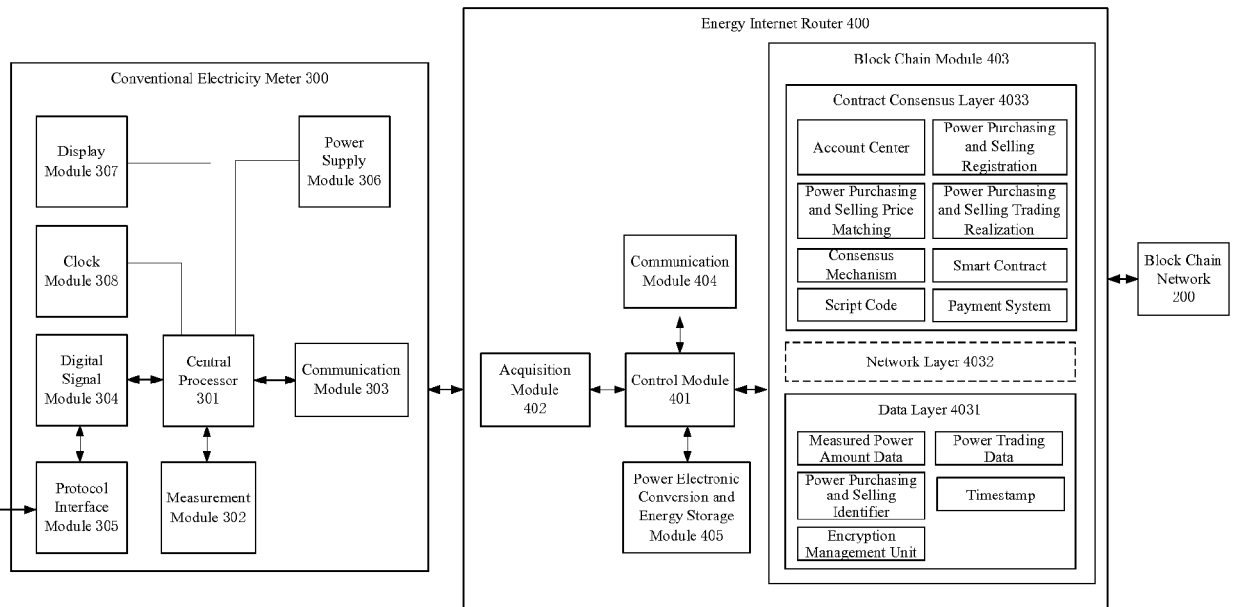 Energy Internet Router 400
Conventional Electricity Meter 300
Display
Module 307
Power
Supply
Module 306
Clock
Module 308
Digital
Signal
Module 304
Central
Processor
301
Communication
Module 303
Protocol
Interface
Module 305
Measurement
Module 302
Acquisition
Module
402
Communication
Module 404
Control Module
401
Power Electronic
Conversion and
Energy Storage
Module 405
Block Chain Module 403
Contract Consensus Layer 4033
Account Center
Power Purchasing
and Selling
Registration
Power Purchasing
and Selling Price
Matching
Power Purchasing
and Selling Trading
Realization
Consensus
Mechanism
Smart Contract
Script Code
Payment System
Network Layer 4032
Data Layer 4031
Measured Power
Amount Data
Power Trading
Data
Power Purchasing
and Selling
Identifier
Timestamp
Encryption
Management Unit
Block Chain
Network
200